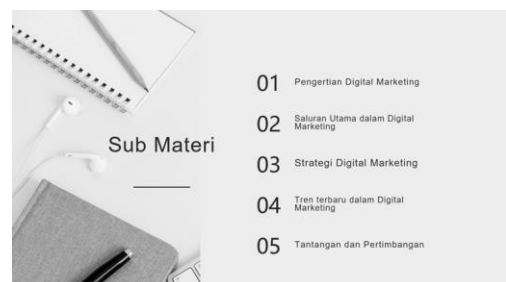 Sub Materi
01 Pengertian Digital Marketing
02 Saluran Utama dalam Digital
Marketing
03 Strategi Digital Marketing
04 Tren terbaru dalam Digital
Marketing
05 Tantangan dan Pertimbangan